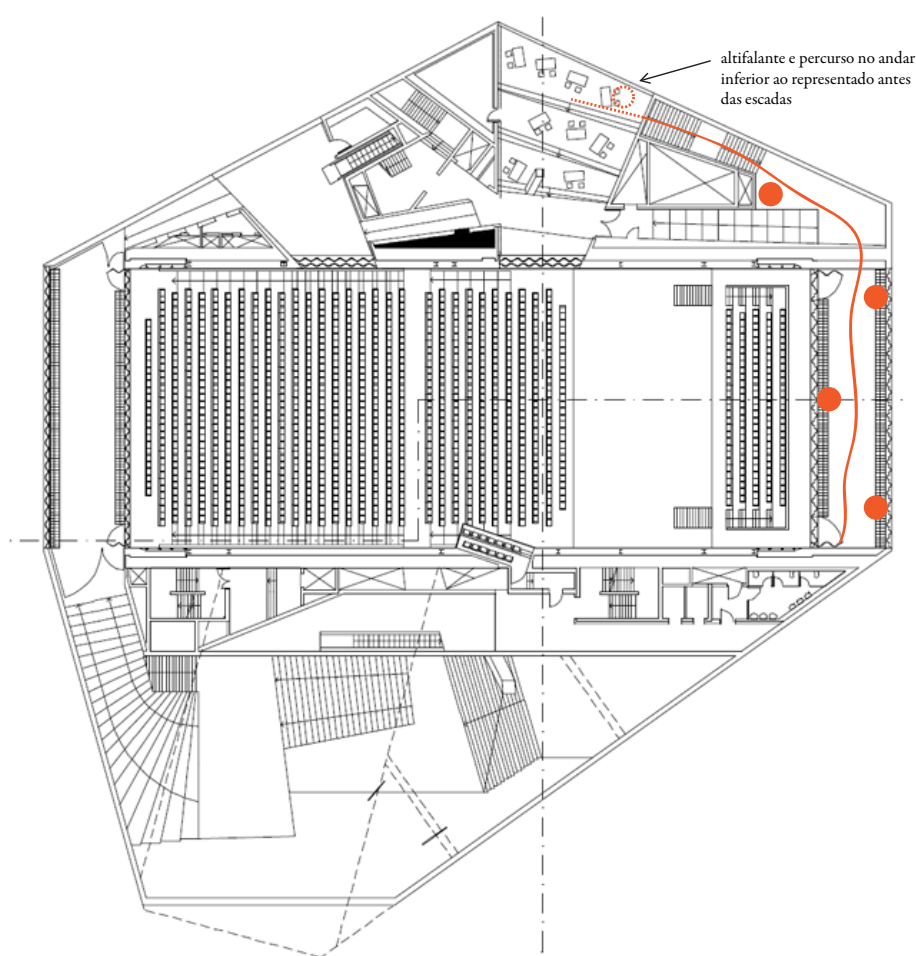 altifalante e percurso no andar
inferior ao representado antes
das escadas